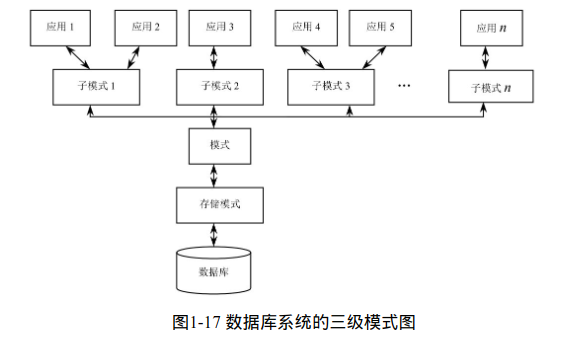 应用 1 应用 2 应用 3 应用 4 应用 5 应用 n
子模式 1 子模式 2 子模式 3 … 子模式 n
模式
存储模式
数据库
图1-17 数据库系统的三级模式图